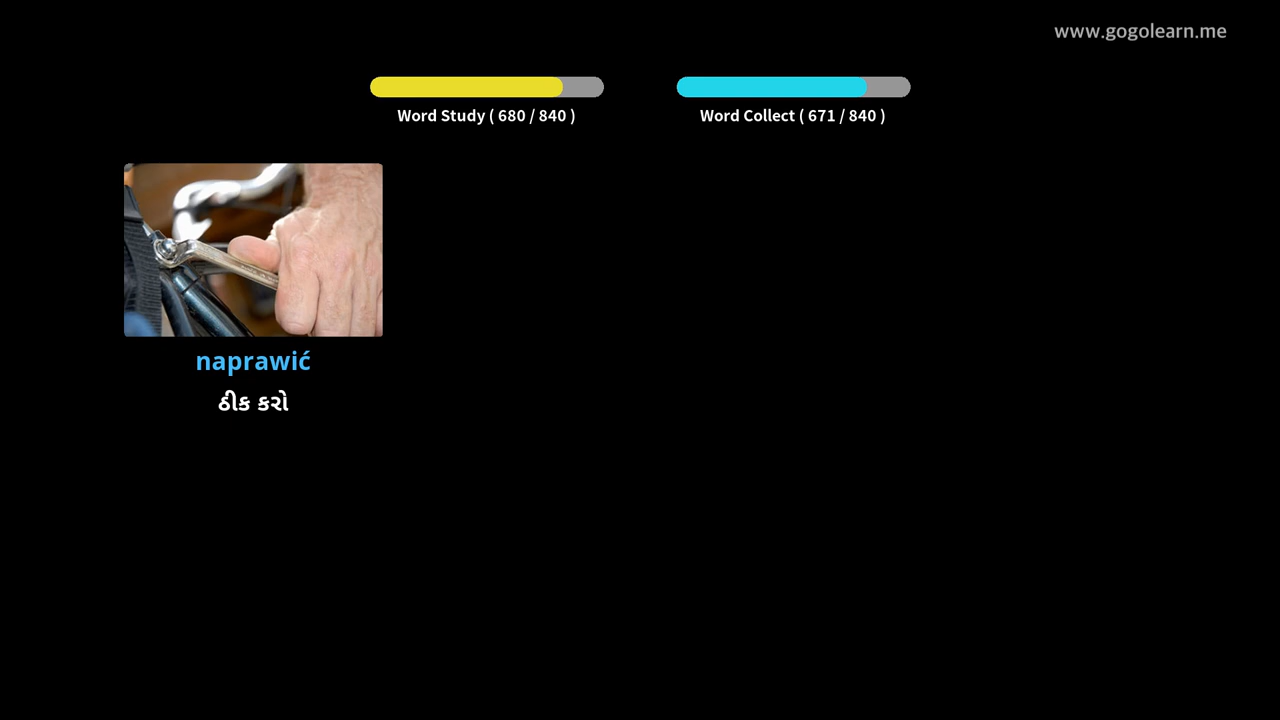 www.gogolearn.me
Word Study ( 680 / 840 )
Word Collect ( 671 / 840 )
naprawić
ઠીક કરો